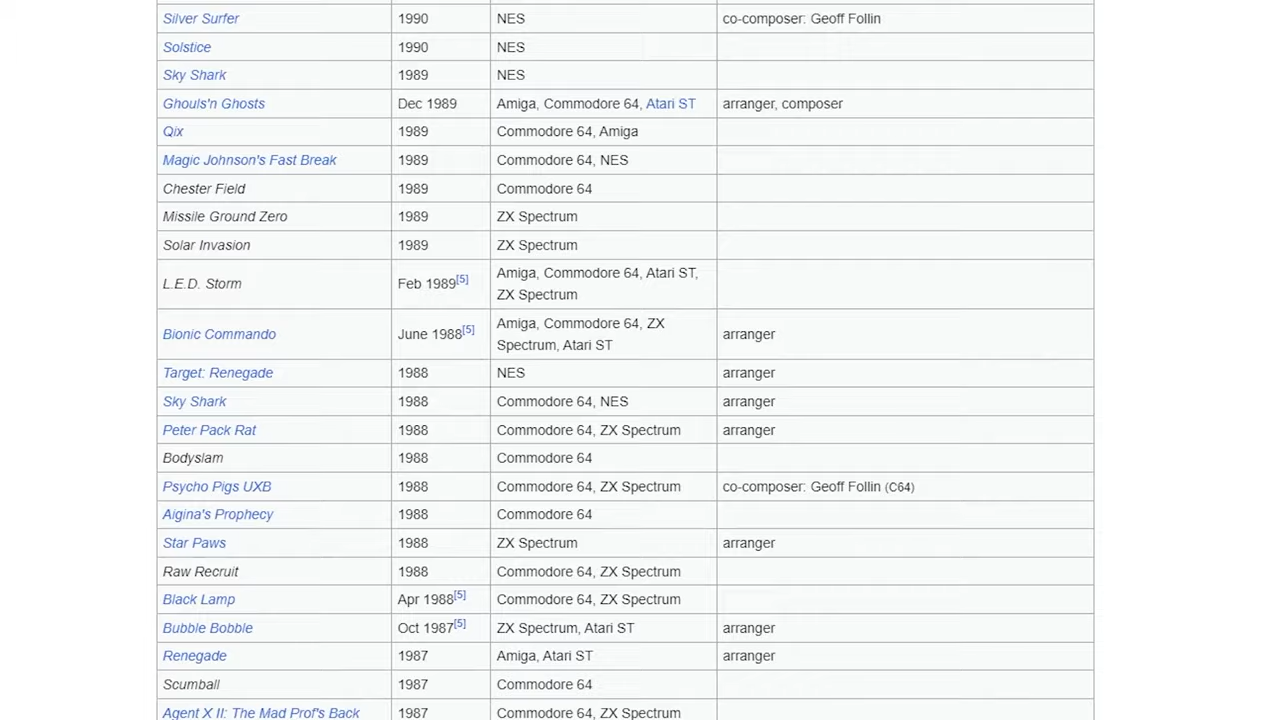 Silver Surfer 1990 NES co-composer: Geoff Follin
Solstice 1990 NES
Sky Shark 1989 NES
Ghouls'n Ghosts Dec 1989 Amiga, Commodore 64, Atari ST arranger, composer
Qix 1989 Commodore 64, Amiga
Magic Johnson's Fast Break 1989 Commodore 64, NES
Chester Field 1989 Commodore 64
Missile Ground Zero 1989 ZX Spectrum
Solar Invasion 1989 ZX Spectrum
L.E.D. Storm Feb 1989[5] Amiga, Commodore 64, Atari ST,
ZX Spectrum
Bionic Commando June 1988[5] Amiga, Commodore 64, ZX
Spectrum, Atari ST arranger
Target: Renegade 1988 NES arranger
Sky Shark 1988 Commodore 64, NES arranger
Peter Pack Rat 1988 Commodore 64, ZX Spectrum arranger
Bodyslam 1988 Commodore 64
Psycho Pigs UXB 1988 Commodore 64, ZX Spectrum co-composer: Geoff Follin (C64)
Aigina's Prophecy 1988 Commodore 64
Star Paws 1988 ZX Spectrum arranger
Raw Recruit 1988 Commodore 64, ZX Spectrum
Black Lamp Apr 1988[5] Commodore 64, ZX Spectrum
Bubble Bobble Oct 1987[5] ZX Spectrum, Atari ST arranger
Renegade 1987 Amiga, Atari ST arranger
Scumball 1987 Commodore 64
Agent X II: The Mad Prof's Back 1987 Commodore 64, ZX Spectrum